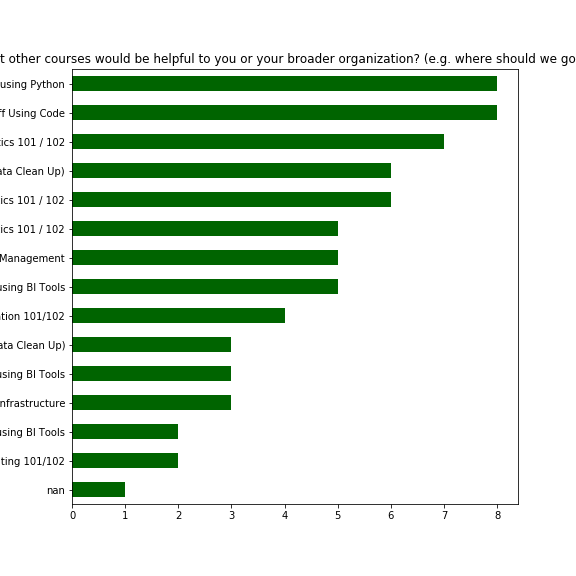 t other courses would be helpful to you or your broader organization? (e.g. where should we go
using Python
ff Using Code
tics 101 / 102
ata Clean Up)
ics 101 / 102
ics 101 / 102
Management
using BI Tools
ation 101/102
ata Clean Up)
using BI Tools
nfrastructure
using BI Tools
ting 101/102
nan
0 1 2 3 4 5 6 7 8